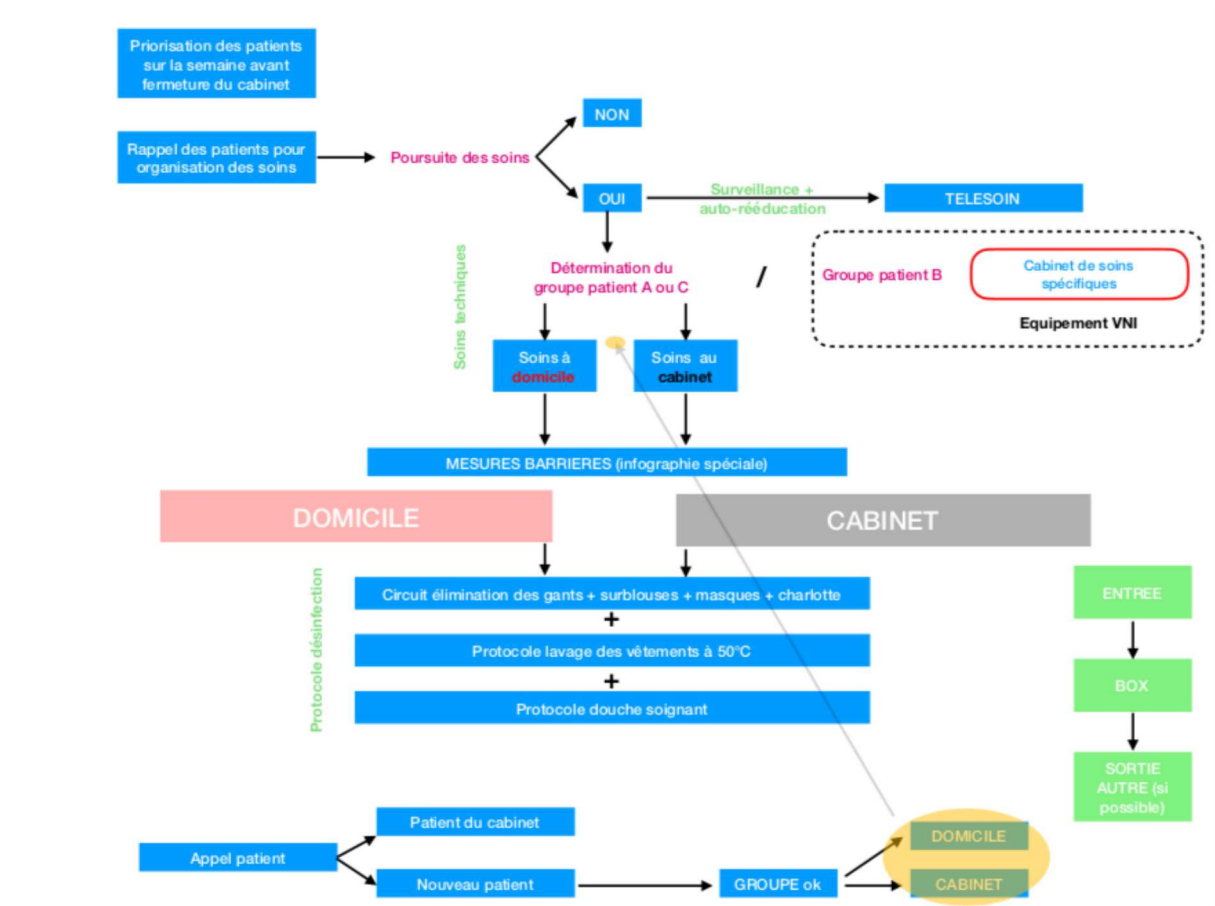 Priorisation des patients
sur la semaine avant
fermeture du cabinet
Rappel des patients pour
organisation des soins
Poursuite des soins
NON
OUI
Surveillance +
auto-rééducation
TELESOIN
Soins techniques
Détermination du
groupe patient A ou C
/
Groupe patient B
Cabinet de soins
spécifiques
Equipement VNI
Soins à
domicile
Soins au
cabinet
MESURES BARRIERES (infographie spéciale)
DOMICILE
CABINET
Protocole désinfection
Circuit élimination des gants + surblouses + masques + charlotte
+
Protocole lavage des vêtements à 50°C
+
Protocole douche soignant
ENTREE
BOX
SORTIE
AUTRE (si
possible)
Appel patient
Patient du cabinet
Nouveau patient
GROUPE ok
DOMICILE
CABINET